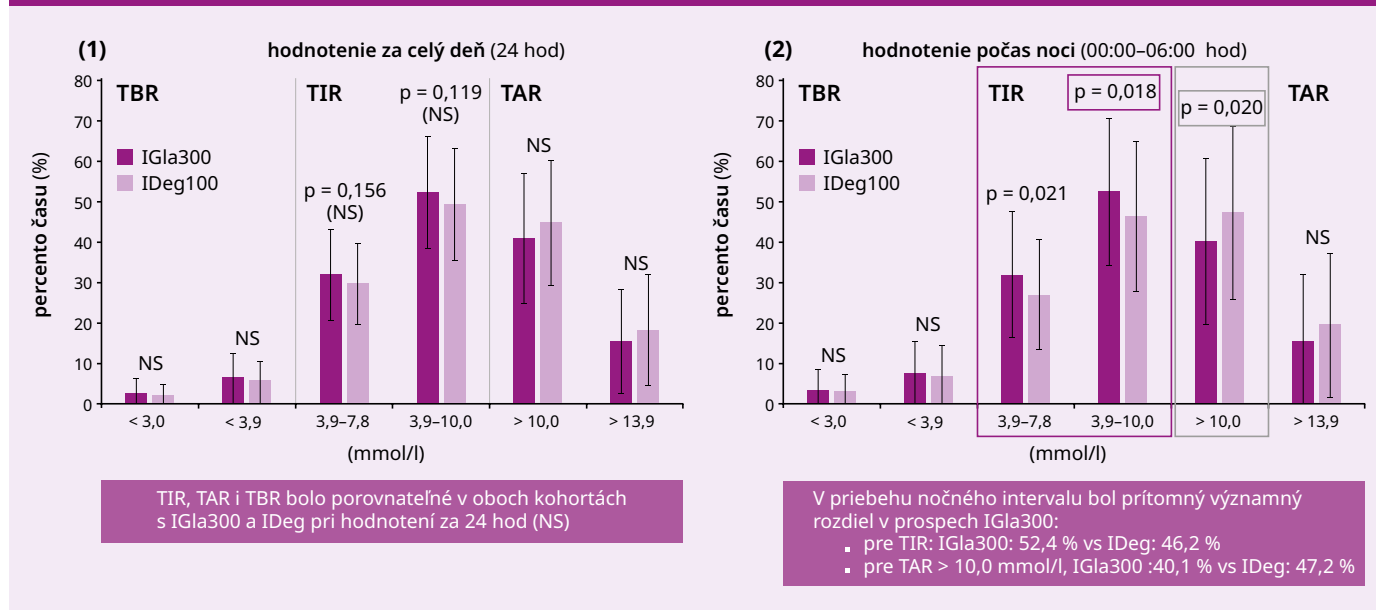 (1) hodnotenie za celý deň (24 hod)
80
70
60
50
40
30
20
10
0
percento času (%)
TBR
TIR
TAR
IGla300
IDeg100
NS
NS
p = 0,156
(NS)
p = 0,119
(NS)
NS
NS
< 3,0
< 3,9
3,9–7,8
3,9–10,0
> 10,0
> 13,9
(mmol/l)
TIR, TAR i TBR bolo porovnateľné v oboch kohortách
s IGla300 a IDeg pri hodnotení za 24 hod (NS)
(2) hodnotenie počas noci (00:00–06:00 hod)
80
70
60
50
40
30
20
10
0
percento času (%)
TBR
TIR
TAR
IGla300
IDeg100
NS
NS
p = 0,021
p = 0,018
p = 0,020
NS
< 3,0
< 3,9
3,9–7,8
3,9–10,0
> 10,0
> 13,9
(mmol/l)
V priebehu nočného intervalu bol prítomný významný
rozdiel v prospech IGla300:
▪ pre TIR: IGla300: 52,4 % vs IDeg: 46,2 %
▪ pre TAR > 10,0 mmol/l, IGla300 :40,1 % vs IDeg: 47,2 %